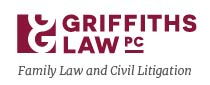 GRIFFITHS
LAW PC
Family Law and Civil Litigation